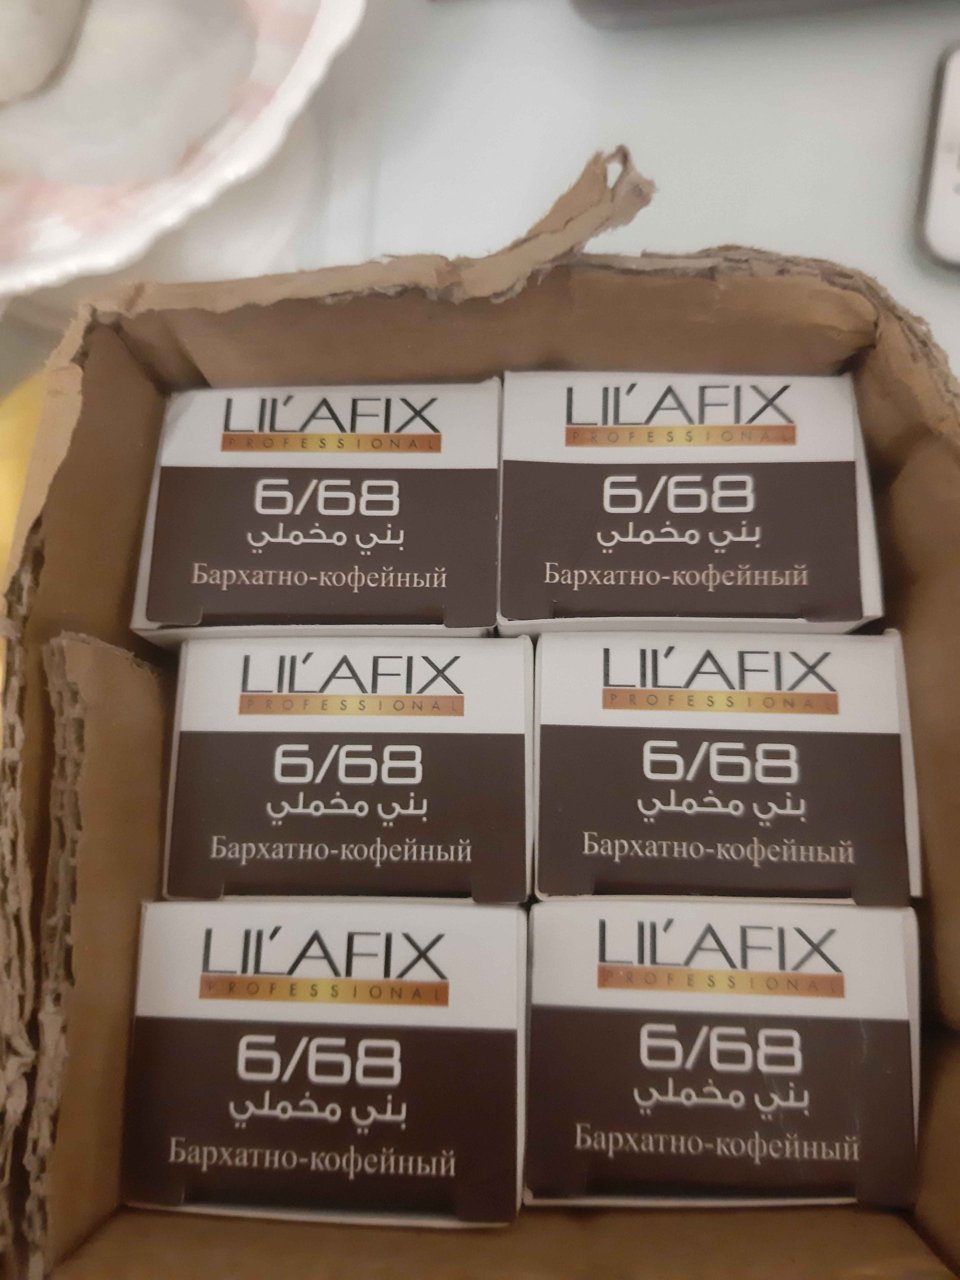 LIL'AFIX
PROFESSIONAL
6/68
بني مخملي
Бархатно-кофейный
LIL'AFIX
PROFESSIONAL
6/68
بني مخملي
Бархатно-кофейный
LIL'AFIX
PROFESSIONAL
6/68
بني مخملي
Бархатно-кофейный
LIL'AFIX
PROFESSIONAL
6/68
بني مخملي
Бархатно-кофейный
LIL'AFIX
PROFESSIONAL
6/68
بني مخملي
Бархатно-кофейный
LIL'AFIX
PROFESSIONAL
6/68
بني مخملي
Бархатно-кофейный